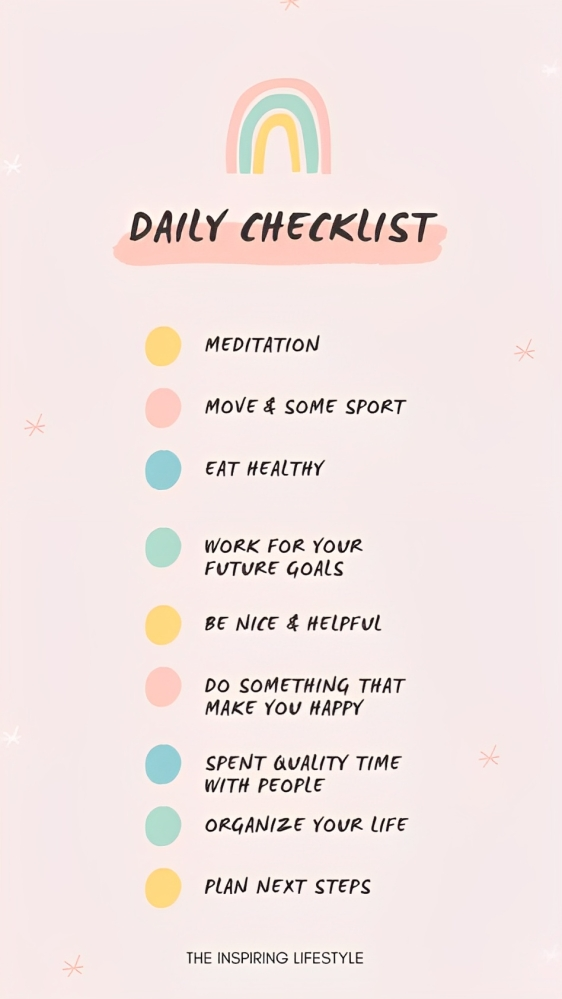 DAILY CHECKLIST
MEDITATION
MOVE & SOME SPORT
EAT HEALTHY
WORK FOR YOUR
FUTURE GOALS
BE NICE & HELPFUL
DO SOMETHING THAT
MAKE YOU HAPPY
SPENT QUALITY TIME
WITH PEOPLE
ORGANIZE YOUR LIFE
PLAN NEXT STEPS
THE INSPIRING LIFESTYLE